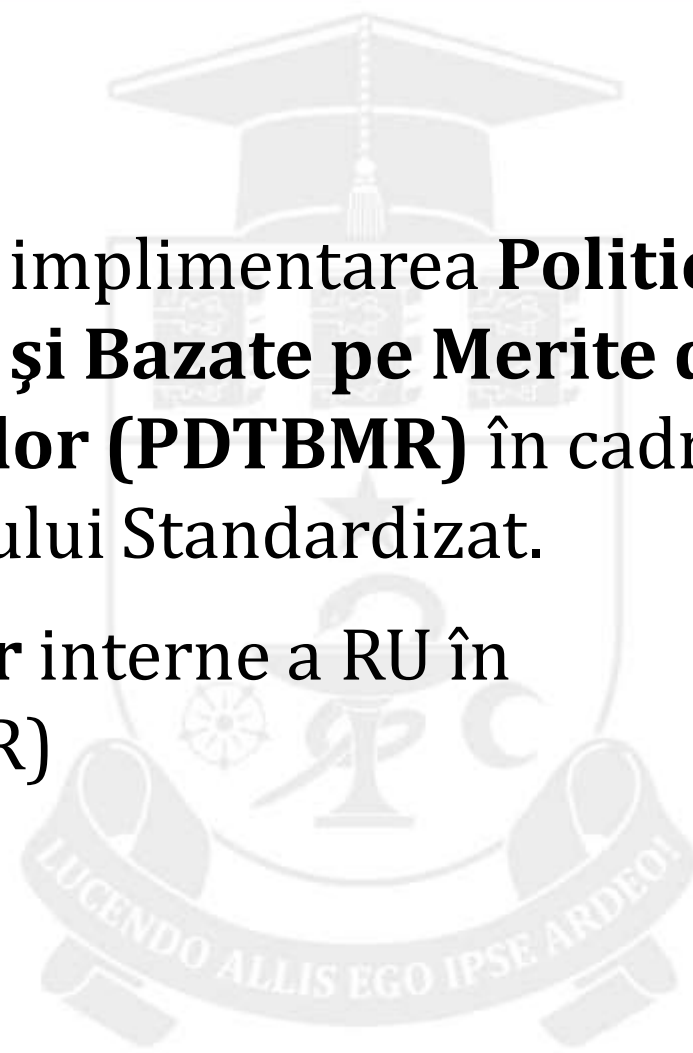 implimentarea Politic
și Bazate pe Merite d
lor (PDTBMR) în cadr
ului Standardizat.
r interne a RU în
R)
LUCENDO ALLIS EGO IPSE ARDEO!